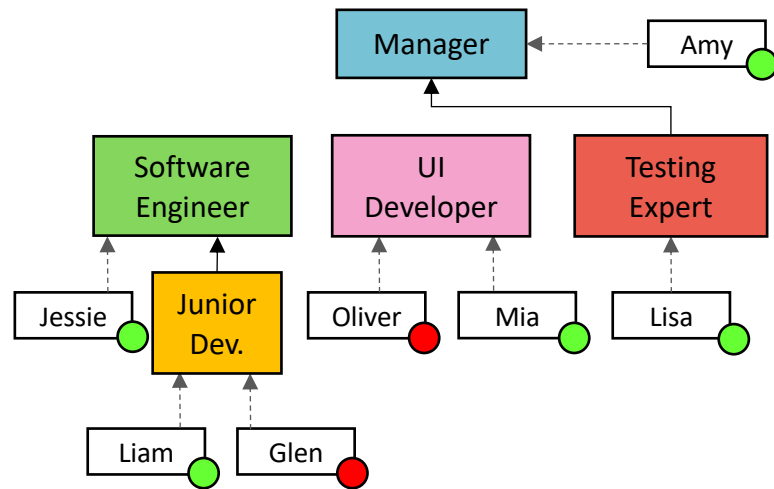 Manager
Amy
Software
Engineer
UI
Developer
Testing
Expert
Jessie
Junior
Dev.
Oliver
Mia
Lisa
Liam
Glen